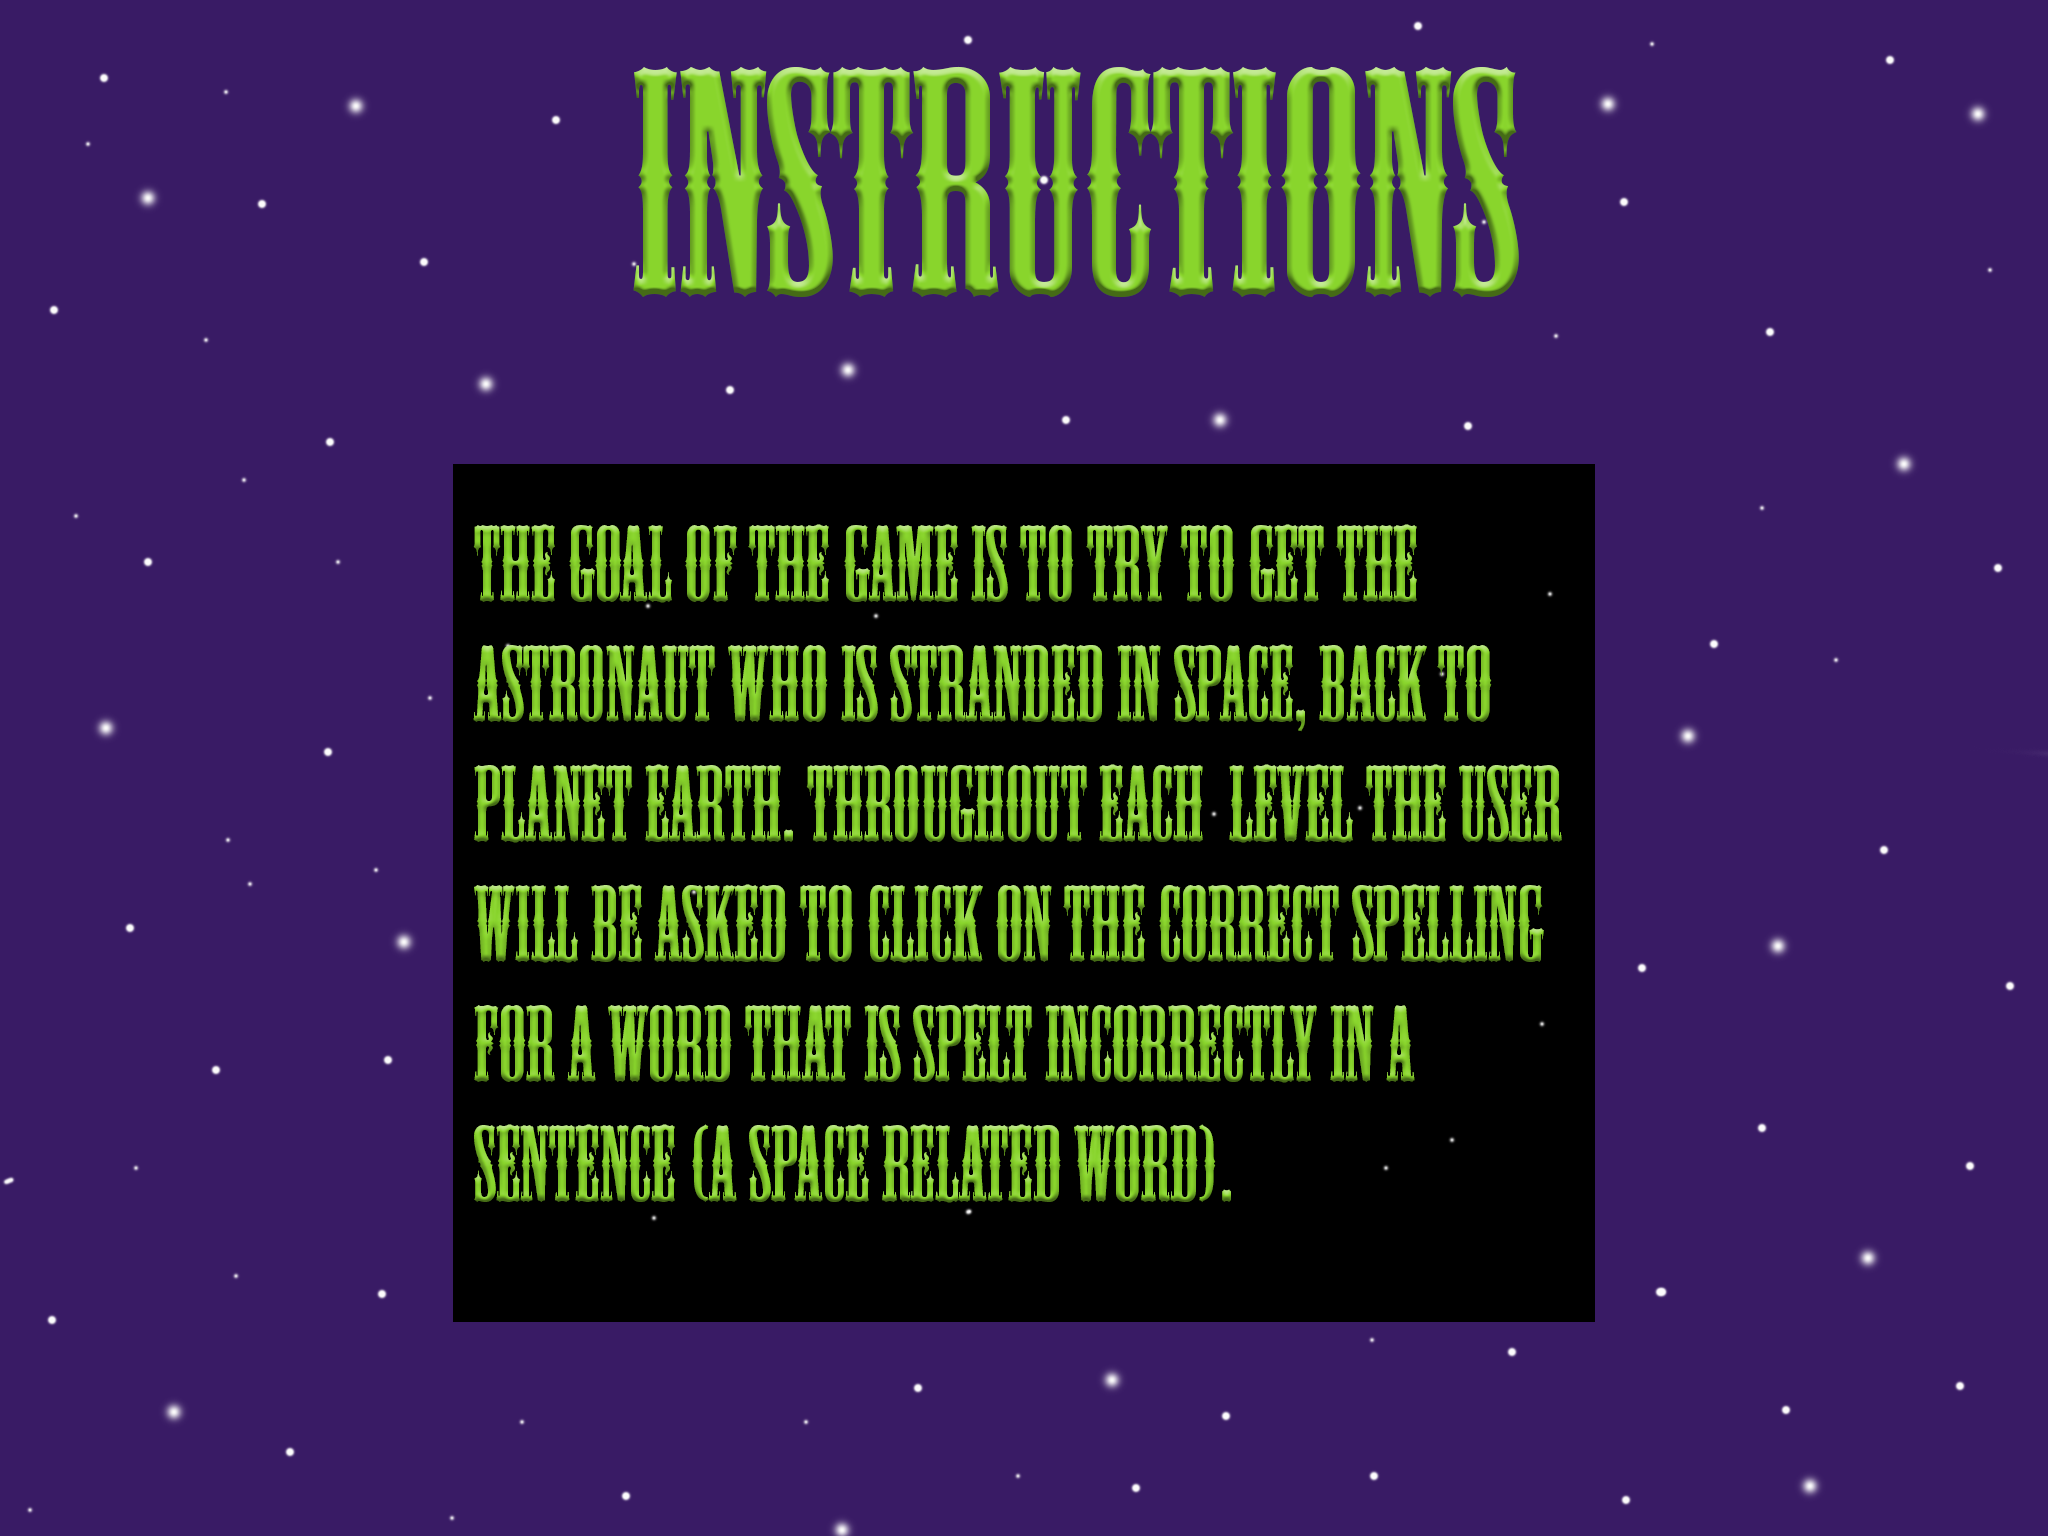 INSTRUCTIONS
THE GOAL OF THE GAME IS TO TRY TO GET THE
ASTRONAUT WHO IS STRANDED IN SPACE, BACK TO
PLANET EARTH. THROUGHOUT EACH LEVEL THE USER
WILL BE ASKED TO CLICK ON THE CORRECT SPELLING
FOR A WORD THAT IS SPELT INCORRECTLY IN A
SENTENCE (A SPACE RELATED WORD).